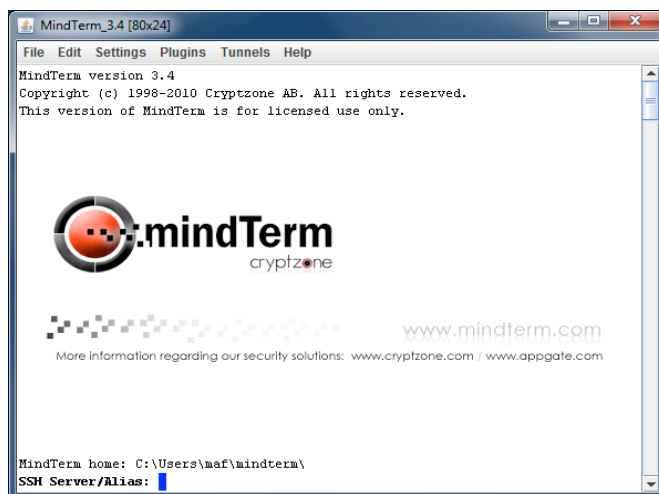 MindTerm_3.4 [80x24]
File Edit Settings Plugins Tunnels Help
MindTerm version 3.4
Copyright (c) 1998-2010 Cryptzone AB. All rights reserved.
This version of MindTerm is for licensed use only.
mindTerm
cryptzone
www.mindterm.com
More information regarding our security solutions: www.cryptzone.com / www.appgate.com
MindTerm home: C:\Users\maf\mindterm\
SSH Server/Alias: